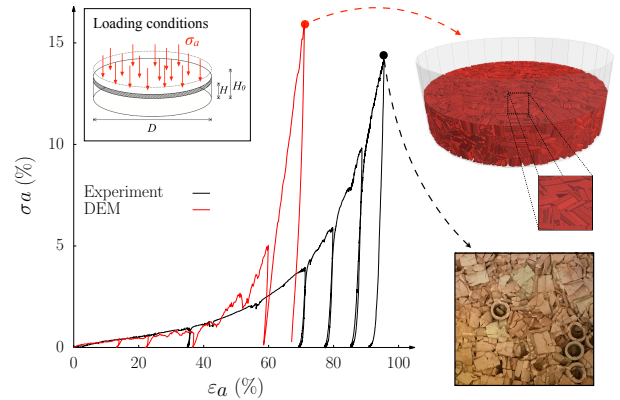 Loading conditions
σa
H H0
D
15
10
5
0
σa (%)
Experiment
DEM
0 20 40 60 80 100
εa (%)